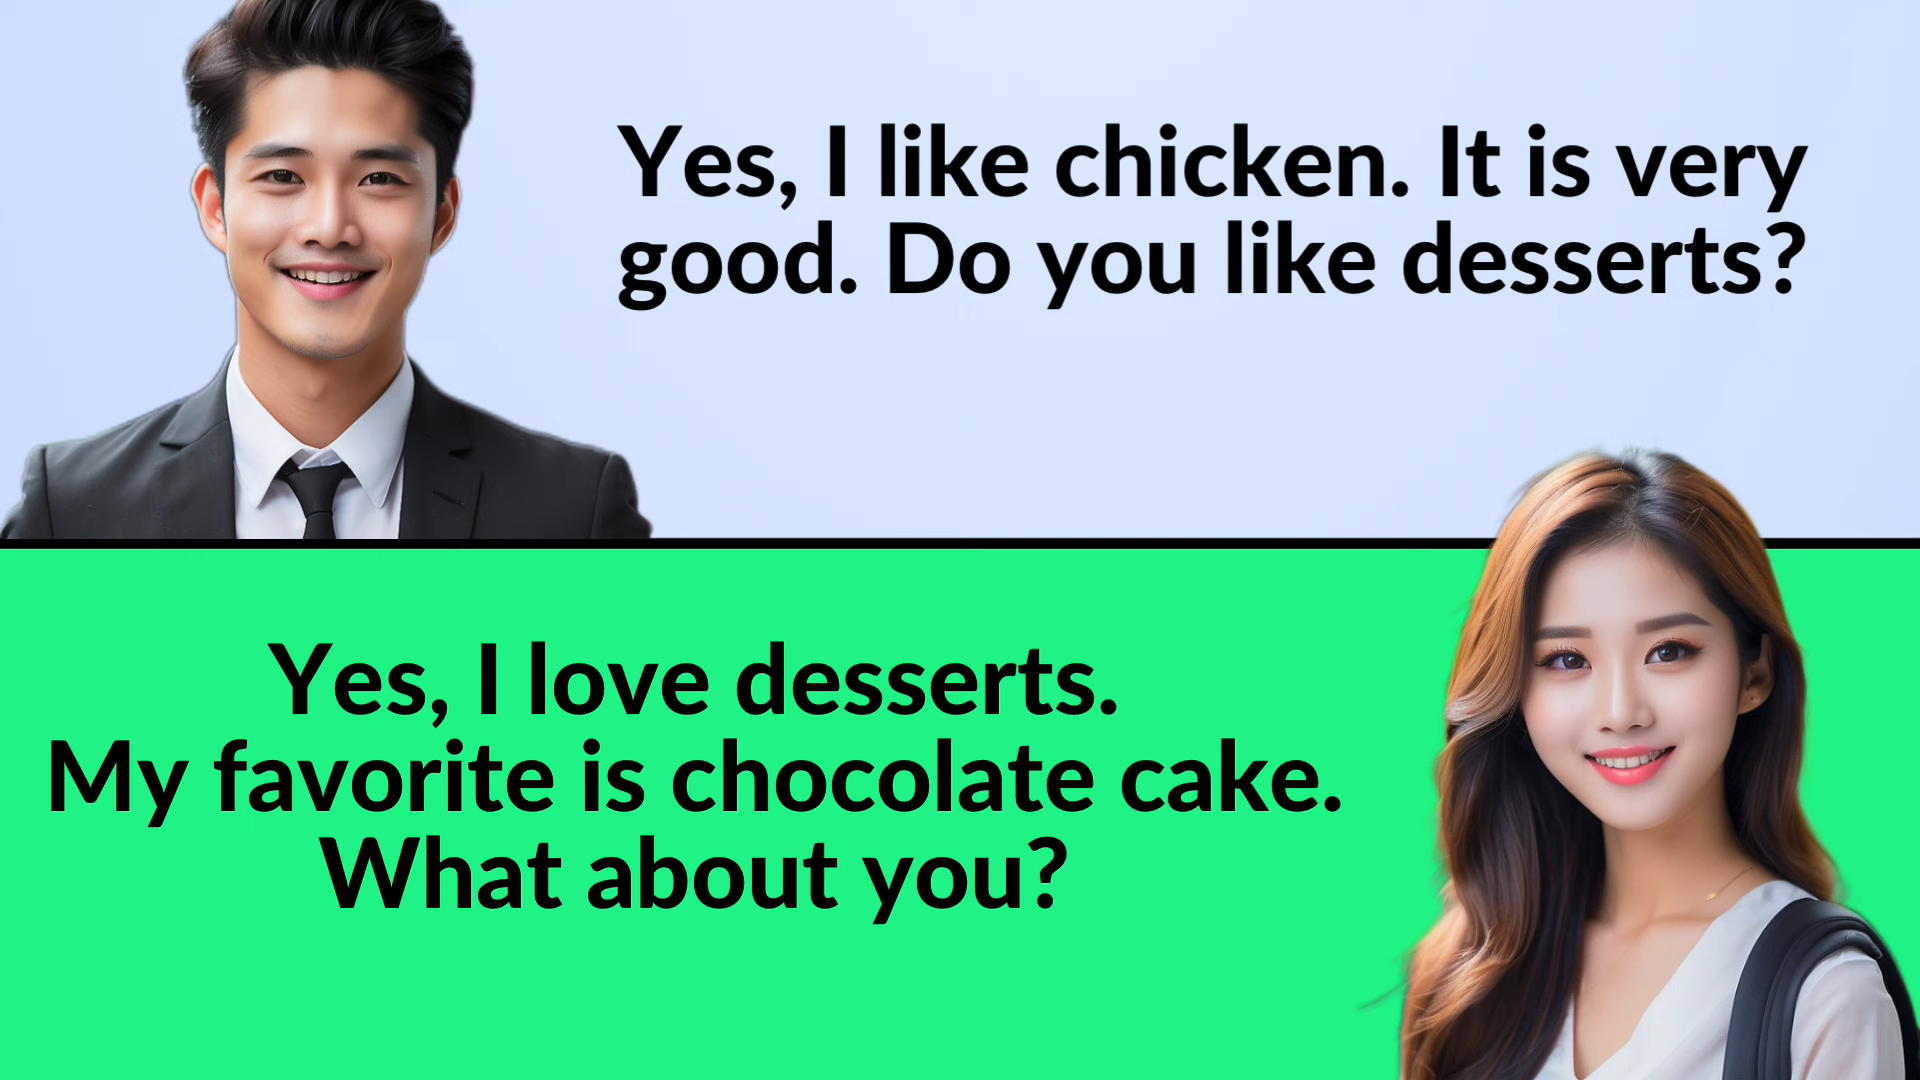 Yes, I like chicken. It is very
good. Do you like desserts?
Yes, I love desserts.
My favorite is chocolate cake.
What about you?